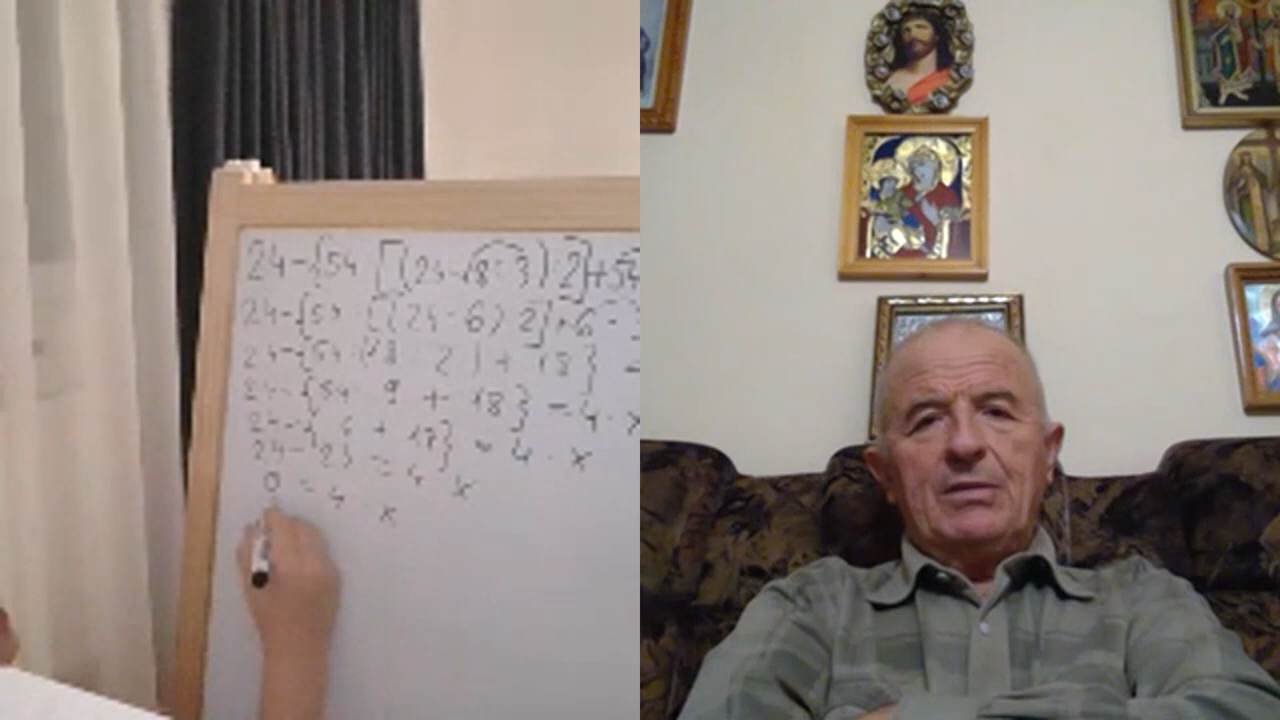 24-{54 [(24-18:3):2]+54
24-{54:[(24-6):2]+6·3
24-{54:(18:2)+18}=
24-{54:9+18}=4·x
24-{6+18}=4·x
24-24=4·x
0=4·x